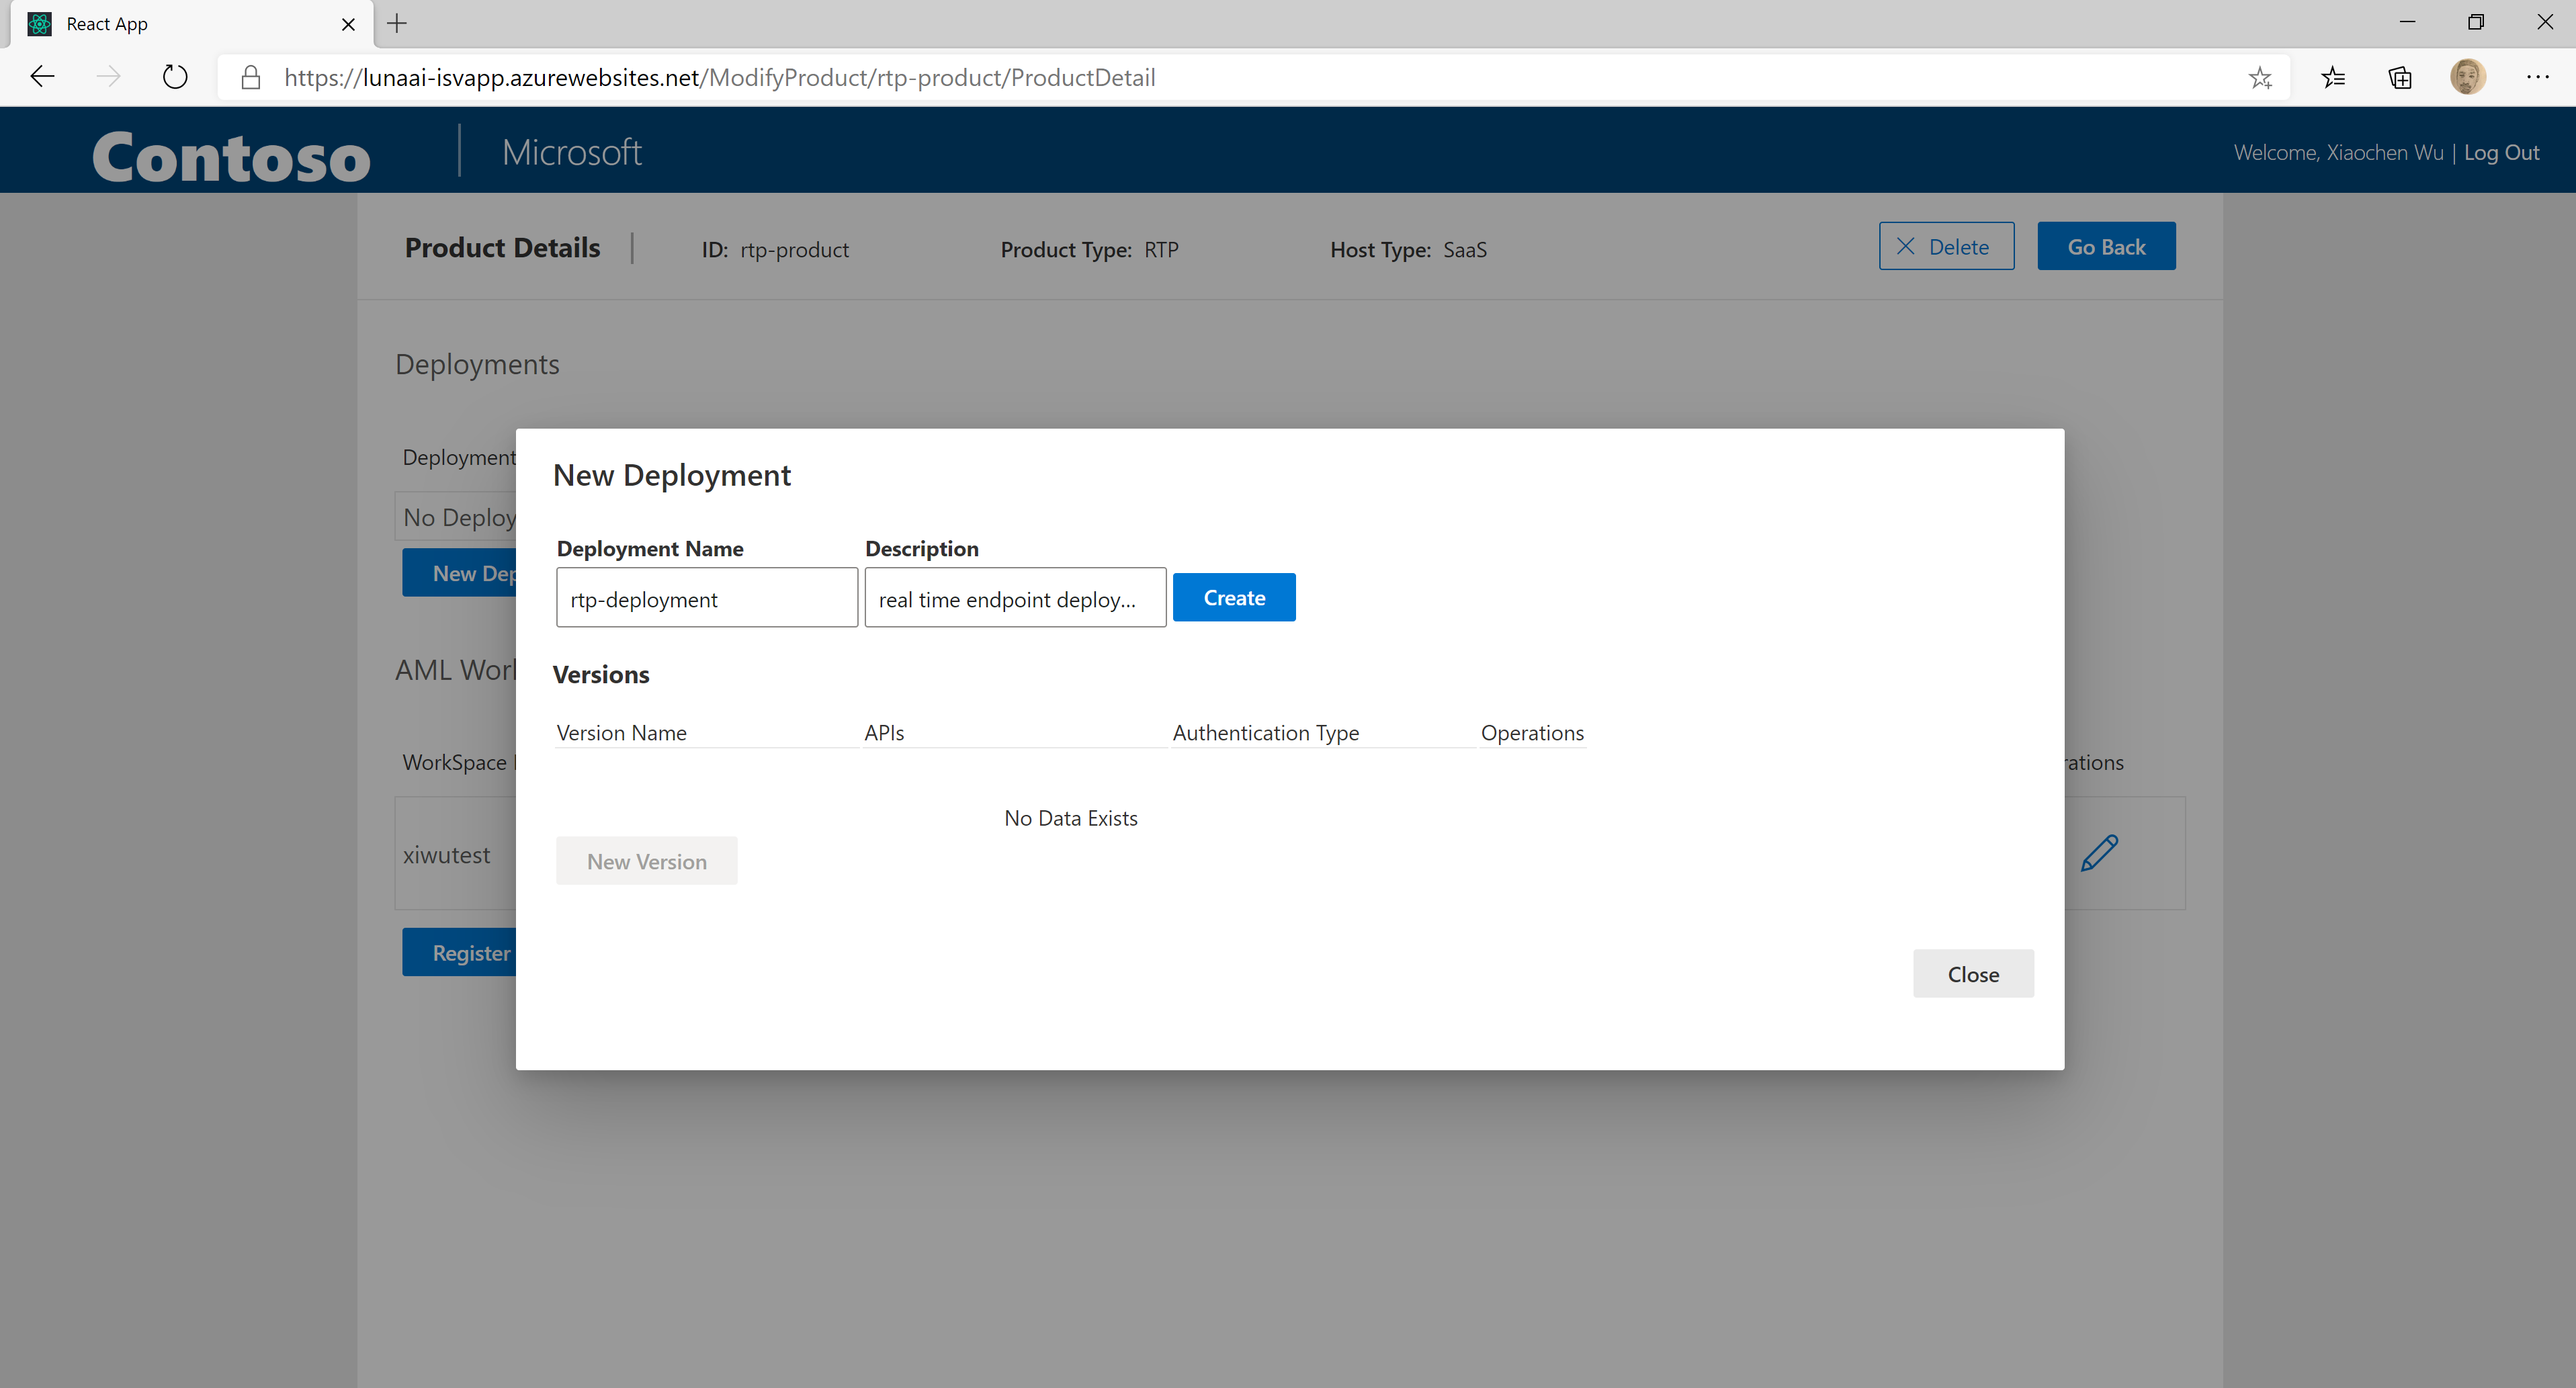 React App
https://lunaai-isvapp.azurewebsites.net/ModifyProduct/rtp-product/ProductDetail
Contoso
Microsoft
Welcome, Xiaochen Wu | Log Out
Product Details
ID: rtp-product
Product Type: RTP
Host Type: SaaS
Delete
Go Back
Deployments
Deployment
No Deploy
New Dep
New Deployment
Deployment Name
Description
rtp-deployment
real time endpoint deploy...
Create
Versions
Version Name
APIs
Authentication Type
Operations
No Data Exists
New Version
Close
AML Work
WorkSpace
rations
xiwutest
Register